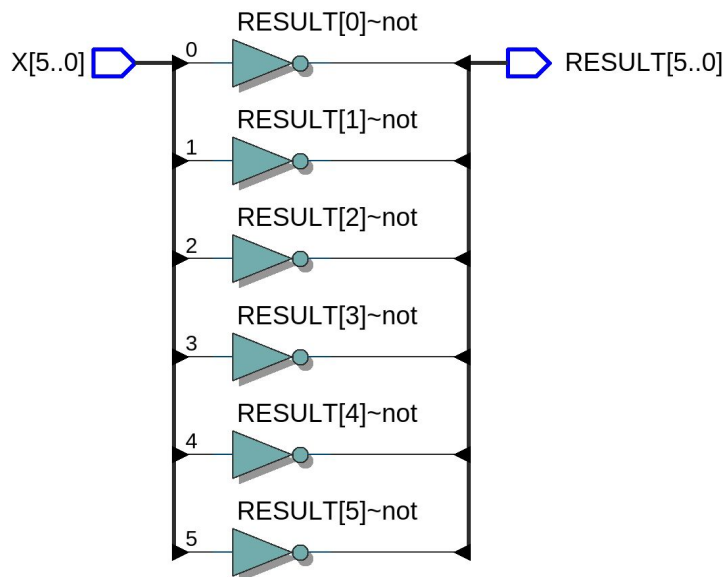 RESULT[0]~not
X[5..0]
0
RESULT[5..0]
RESULT[1]~not
1
RESULT[2]~not
2
RESULT[3]~not
3
RESULT[4]~not
4
RESULT[5]~not
5